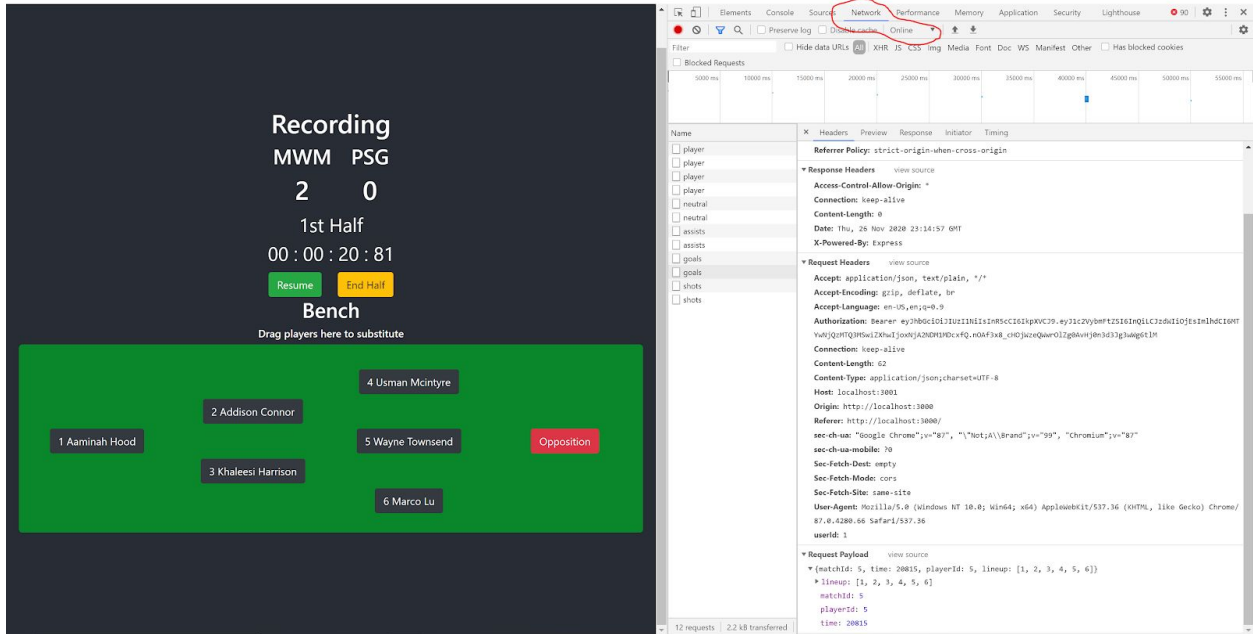 Recording
MWM PSG
2 0
1st Half
00 : 00 : 20 : 81
Resume End Half
Bench
Drag players here to substitute
4 Usman Mcintyre
2 Addison Connor
1 Aaminah Hood 5 Wayne Townsend Opposition
3 Khaleesi Harrison
6 Marco Lu
Elements Console Sources Network Performance Memory Application Security Lighthouse 90
Preserve log Disable cache Online
Filter Hide data URLs All XHR JS CSS Img Media Font Doc WS Manifest Other Has blocked cookies
Blocked Requests
5000 ms 10000 ms 15000 ms 20000 ms 25000 ms 30000 ms 35000 ms 40000 ms 45000 ms 50000 ms 55000 ms
Name
player
player
player
player
neutral
neutral
assists
assists
goals
goals
shots
shots
12 requests 2.2 kB transferred
Headers Preview Response Initiator Timing
Referrer Policy: strict-origin-when-cross-origin
Response Headers view source
Access-Control-Allow-Origin: *
Connection: keep-alive
Content-Length: 0
Date: Thu, 26 Nov 2020 23:14:57 GMT
X-Powered-By: Express
Request Headers view source
Accept: application/json, text/plain, */*
Accept-Encoding: gzip, deflate, br
Accept-Language: en-US,en;q=0.9
Authorization: Bearer
Connection: keep-alive
Content-Length: 62
Content-Type: application/json;charset=UTF-8
Host: localhost:3001
Origin: http://localhost:3000
Referer: http://localhost:3000/
sec-ch-ua: "Google Chrome";v="87", "\"Not;A\\Brand";v="99", "Chromium";v="87"
sec-ch-ua-mobile: ?0
Sec-Fetch-Dest: empty
Sec-Fetch-Mode: cors
Sec-Fetch-Site: same-site
User-Agent: Mozilla/5.0 (Windows NT 10.0; Win64; x64) AppleWebKit/537.36 (KHTML, like Gecko) Chrome/
87.0.4280.66 Safari/537.36
userId: 1
Request Payload view source
{matchId: 5, time: 20815, playerId: 5, lineup: [1, 2, 3, 4, 5, 6]}
lineup: [1, 2, 3, 4, 5, 6]
matchId: 5
playerId: 5
time: 20815